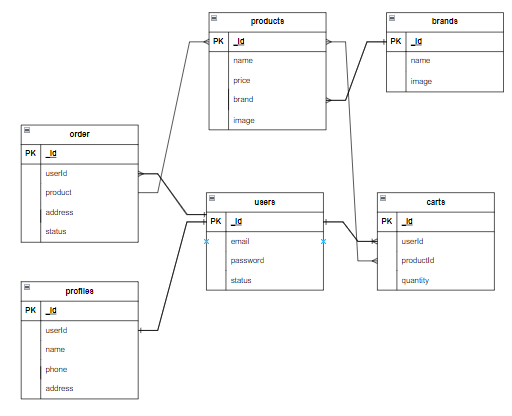 products
PK _id
name
price
brand
image
brands
PK _id
name
image
order
PK _id
userId
product
address
status
users
PK _id
email
password
status
carts
PK _id
userId
productId
quantity
profiles
PK _id
userId
name
phone
address